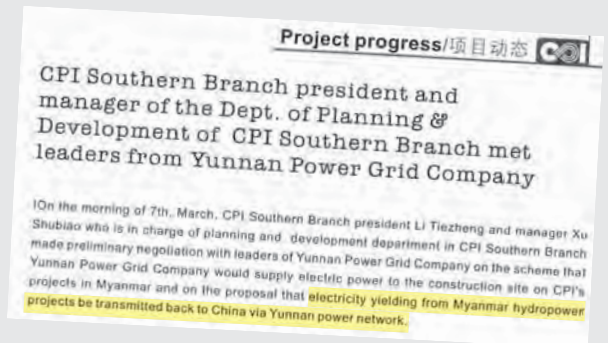 Project progress/项目动态 CPI
CPI Southern Branch president and
manager of the Dept. of Planning &
Development of CPI Southern Branch met
leaders from Yunnan Power Grid Company
IOn the morning of 7th, March, CPI Southern Branch president Li Tiezheng and manager Xu
Shubiao who is in charge of planning and development department in CPI Southern Branch
made preliminary negotiation with leaders of Yunnan Power Grid Company on the scheme that
Yunnan Power Grid Company would supply electric power to the construction site on CPI's
projects in Myanmar and on the proposal that electricity yielding from Myanmar hydropower
projects be transmitted back to China via Yunnan power network.